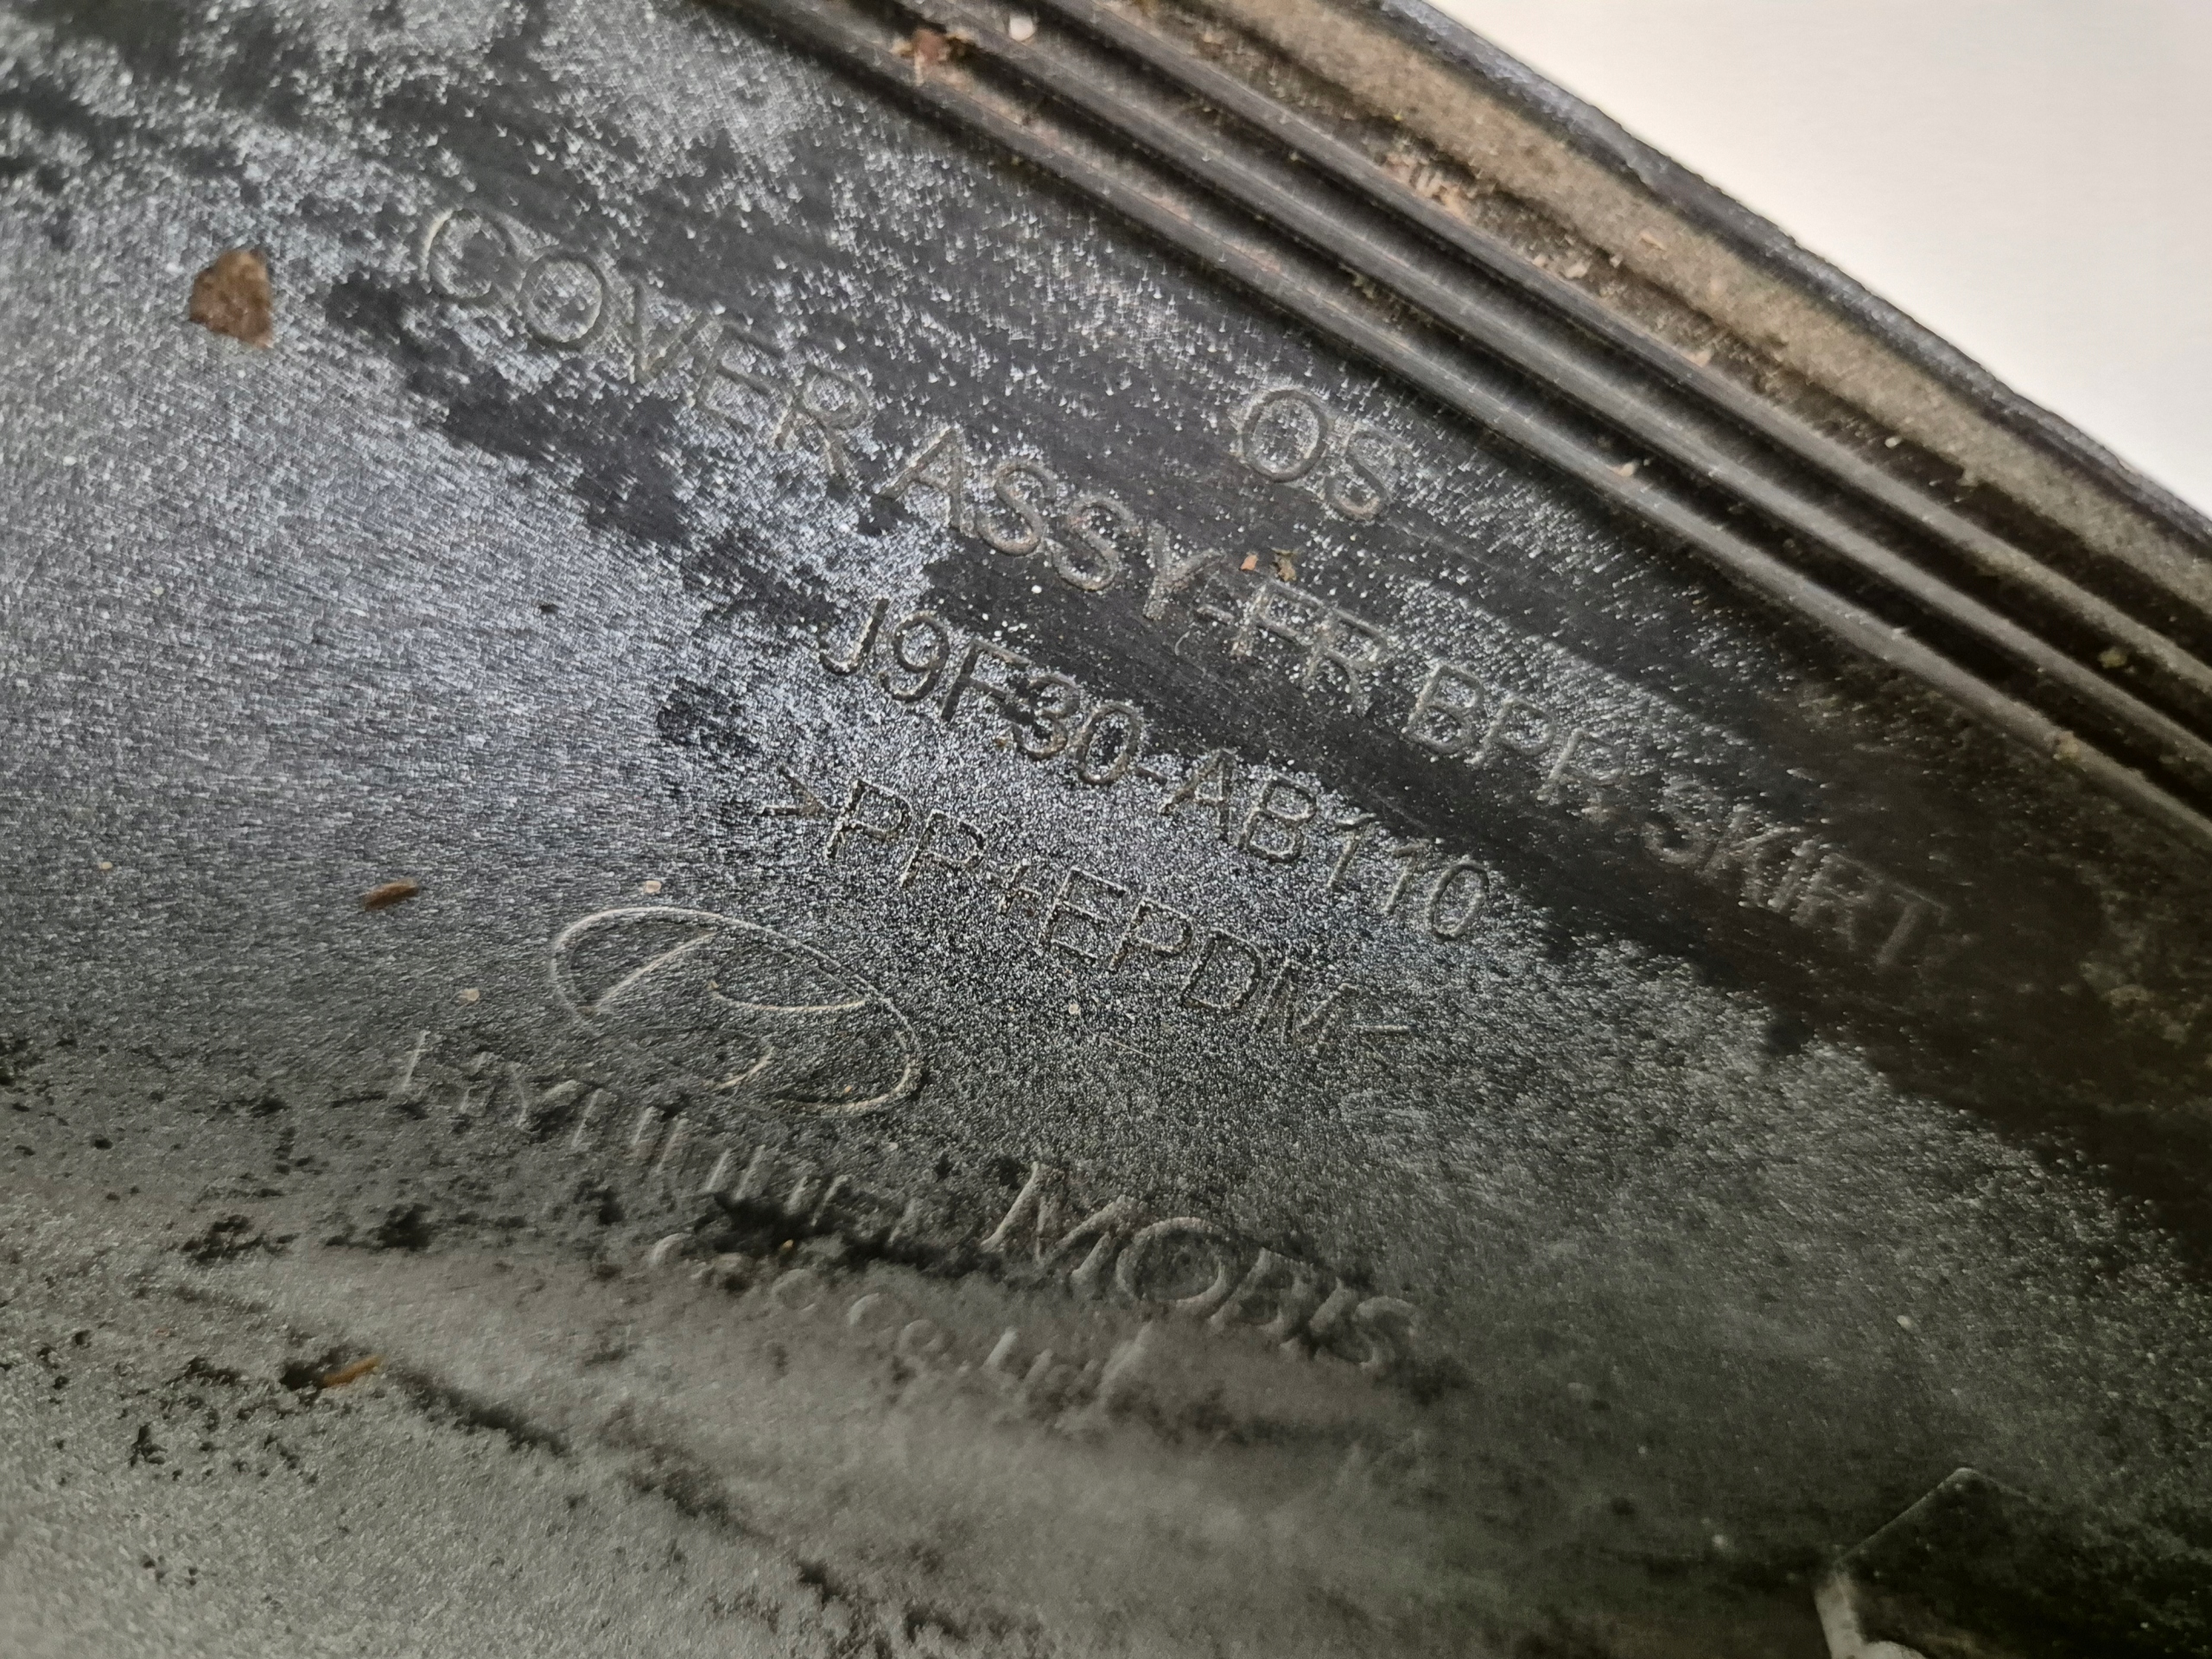 OS
COVER ASSY-FR BPR SKIRT
J9F30-AB110
>PP+EPDM<
MOBIS